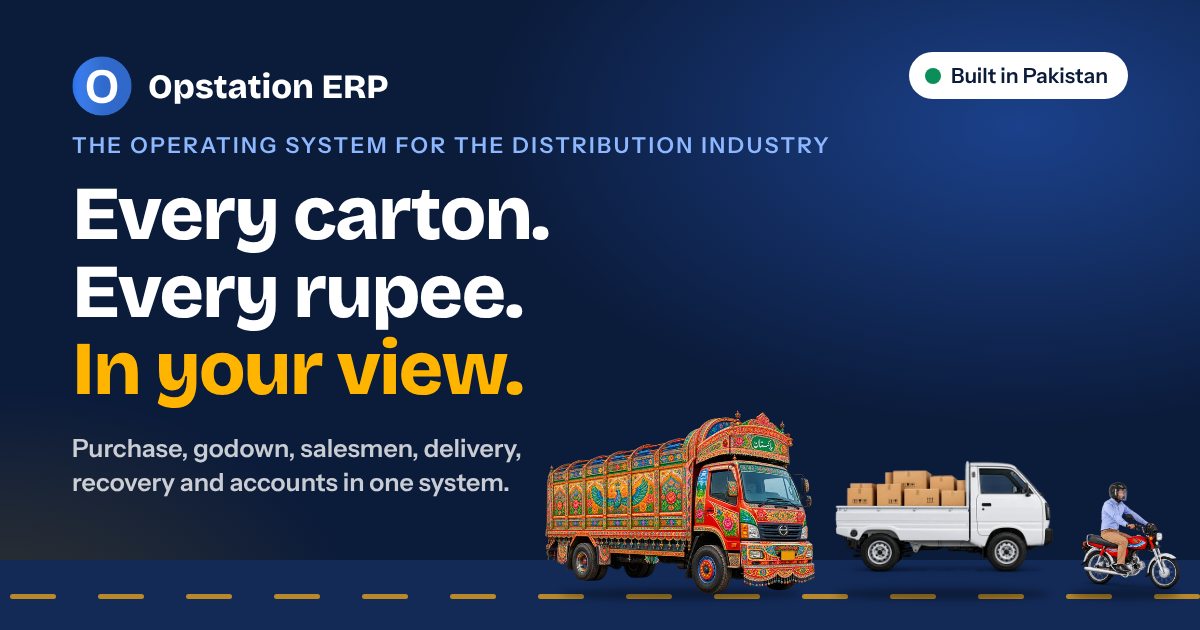 O Opstation ERP
Built in Pakistan
THE OPERATING SYSTEM FOR THE DISTRIBUTION INDUSTRY
Every carton.
Every rupee.
In your view.
Purchase, godown, salesmen, delivery,
recovery and accounts in one system.
پاکستان